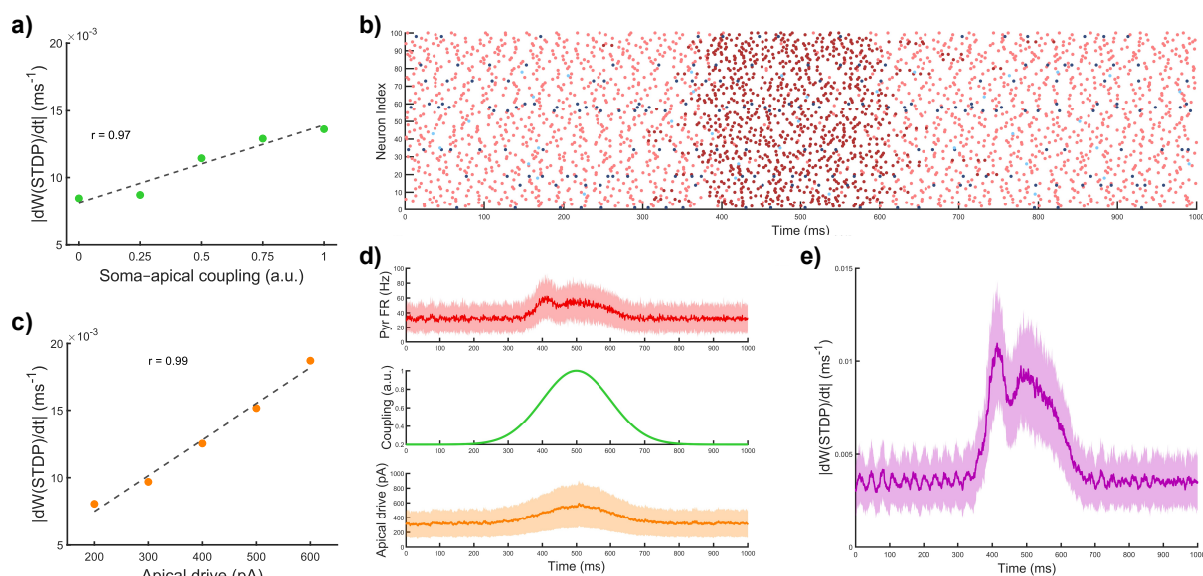 a)
×10⁻³
20
15
10
5
|dW(STDP)/dt| (ms⁻¹)
r = 0.97
0 0.25 0.5 0.75 1
Soma–apical coupling (a.u.)
b)
100
90
80
70
60
50
40
30
20
10
0
Neuron Index
0 100 200 300 400 500 600 700 800 900 1000
Time (ms)
c)
×10⁻³
20
15
10
5
|dW(STDP)/dt| (ms⁻¹)
r = 0.99
200 300 400 500 600
Apical drive (pA)
d)
100
80
60
40
20
0
Pyr FR (Hz)
0 100 200 300 400 500 600 700 800 900 1000
1
0.8
0.6
0.4
0.2
Coupling (a.u.)
0 100 200 300 400 500 600 700 800 900 1000
1000
800
600
400
200
0
Apical drive (pA)
0 100 200 300 400 500 600 700 800 900 1000
Time (ms)
e)
0.015
0.01
0.005
0
|dW(STDP)/dt| (ms⁻¹)
0 100 200 300 400 500 600 700 800 900 1000
Time (ms)